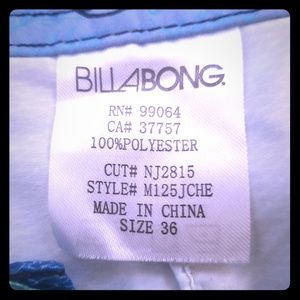 BILLABONG
RN# 99064
CA# 37757
100%POLYESTER
CUT# NJ2815
STYLE# M125JCHE
MADE IN CHINA
SIZE 36